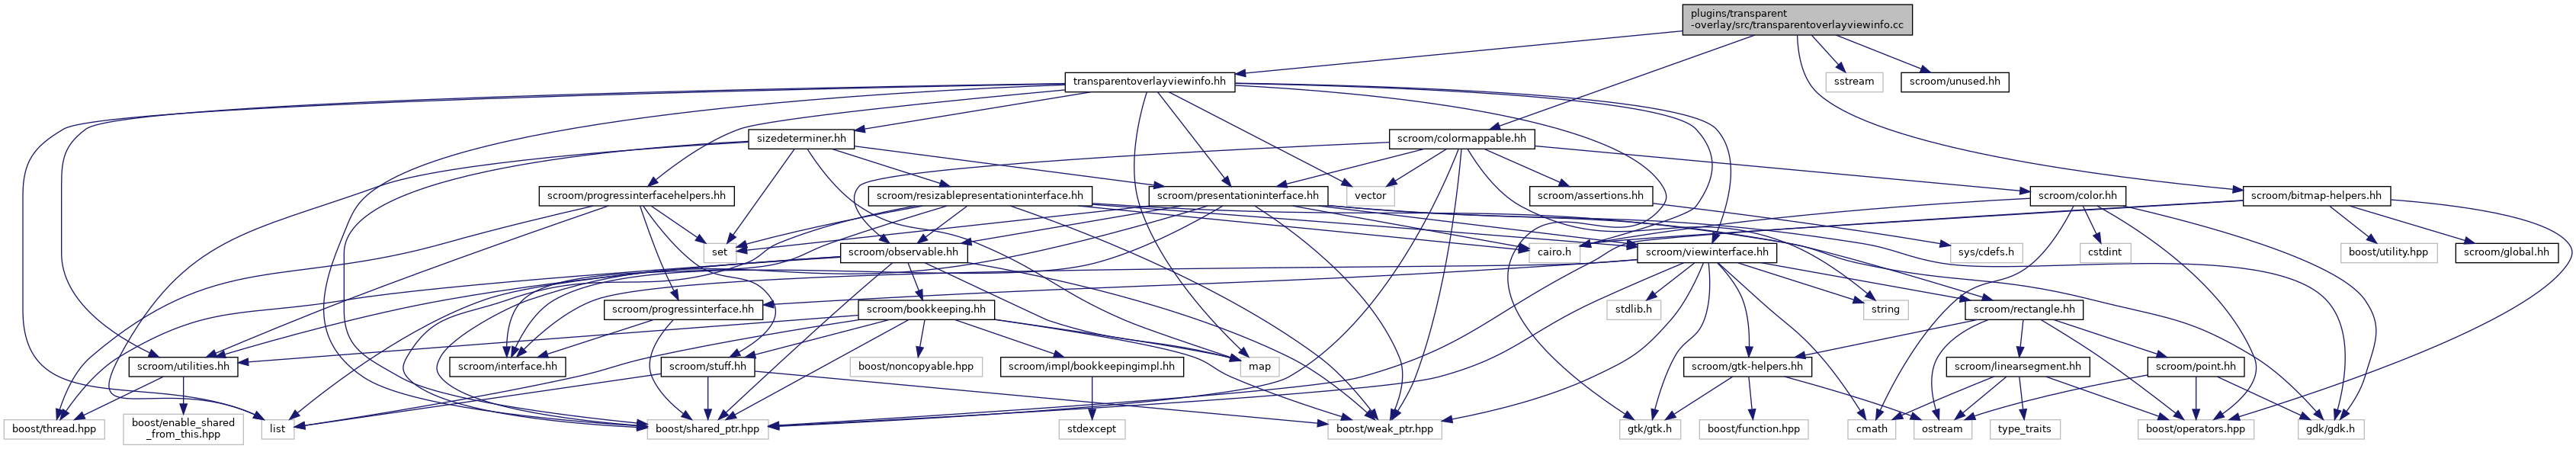 plugins/transparent
-overlay/src/transparentoverlayviewinfo.cc
transparentoverlayviewinfo.hh
sstream
scroom/unused.hh
sizedeterminer.hh
scroom/colormappable.hh
scroom/progressinterfacehelpers.hh
scroom/resizablepresentationinterface.hh
scroom/presentationinterface.hh
vector
scroom/assertions.hh
scroom/color.hh
scroom/bitmap-helpers.hh
set
scroom/observable.hh
cairo.h
scroom/viewinterface.hh
sys/cdefs.h
cstdint
boost/utility.hpp
scroom/global.hh
scroom/progressinterface.hh
scroom/bookkeeping.hh
stdlib.h
string
scroom/rectangle.hh
scroom/utilities.hh
scroom/interface.hh
scroom/stuff.hh
boost/noncopyable.hpp
scroom/impl/bookkeepingimpl.hh
map
scroom/gtk-helpers.hh
scroom/linearsegment.hh
scroom/point.hh
boost/thread.hpp
boost/enable_shared
_from_this.hpp
list
boost/shared_ptr.hpp
stdexcept
boost/weak_ptr.hpp
gtk/gtk.h
boost/function.hpp
cmath
ostream
type_traits
boost/operators.hpp
gdk/gdk.h